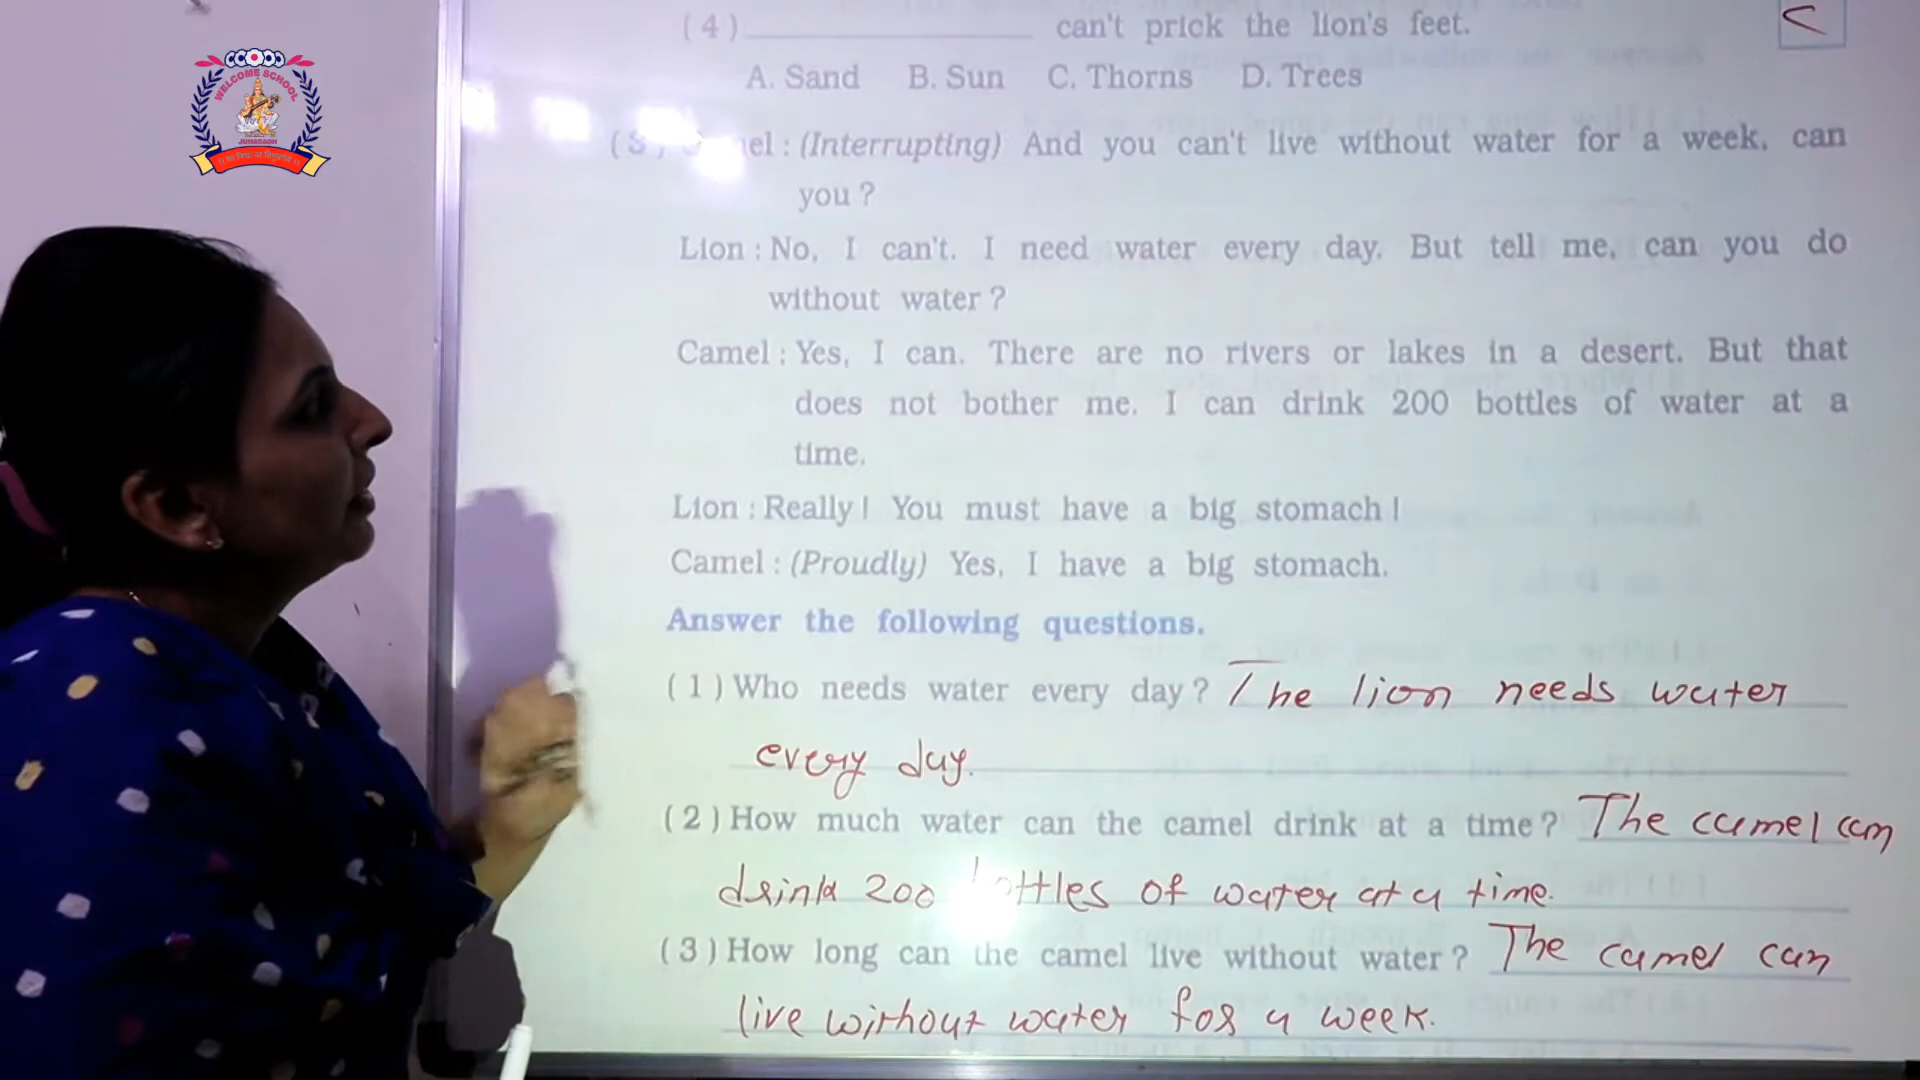 WELCOME SCHOOL
JUNAGADH
(4) ____________ can't prick the lion's feet.
C
A. Sand B. Sun C. Thorns D. Trees
(3) : (Interrupting) And you can't live without water for a week, can
you ?
Lion : No, I can't. I need water every day. But tell me, can you do
without water ?
Camel : Yes, I can. There are no rivers or lakes in a desert. But that
does not bother me. I can drink 200 bottles of water at a
time.
Lion : Really! You must have a big stomach !
Camel : (Proudly) Yes, I have a big stomach.
Answer the following questions.
(1) Who needs water every day ? The lion needs water
every day.
(2) How much water can the camel drink at a time ? The camel can
drink 200 bottles of water at a time.
(3) How long can the camel live without water ? The camel can
live without water for a week.